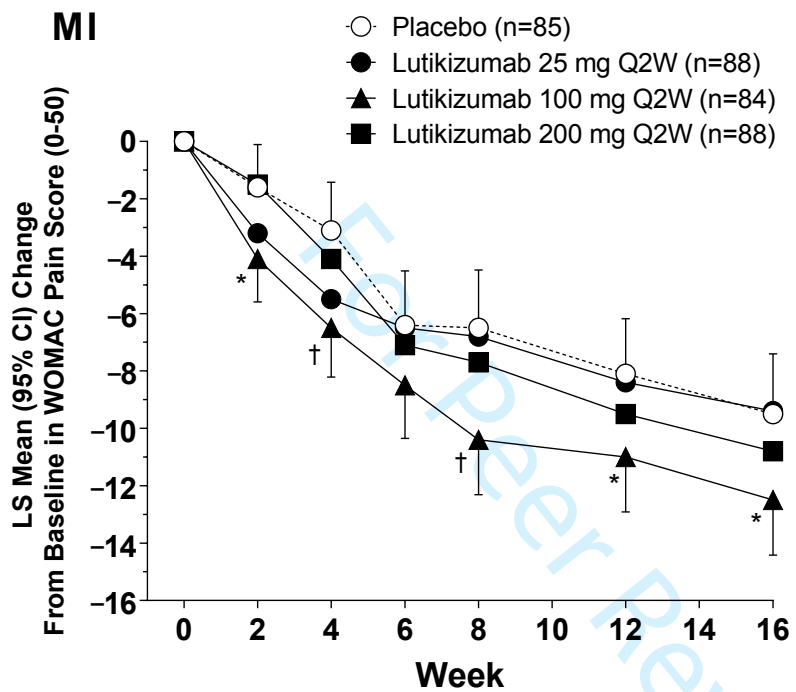 MI
Placebo (n=85)
Lutikizumab 25 mg Q2W (n=88)
Lutikizumab 100 mg Q2W (n=84)
Lutikizumab 200 mg Q2W (n=88)
LS Mean (95% CI) Change
From Baseline in WOMAC Pain Score (0-50)
0
−2
−4
−6
−8
−10
−12
−14
−16
*
†
†
*
*
0 2 4 6 8 10 12 14 16
Week
For Peer Rev